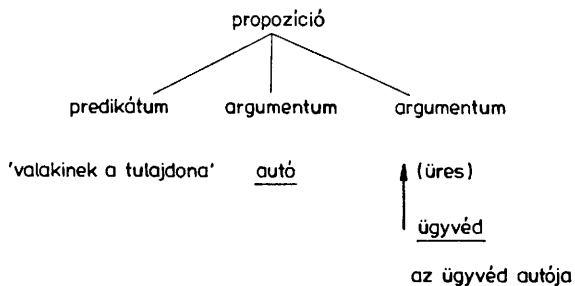 propozíció
predikátum argumentum argumentum
'valakinek a tulajdona' autó (üres)
ügyvéd
az ügyvéd autója